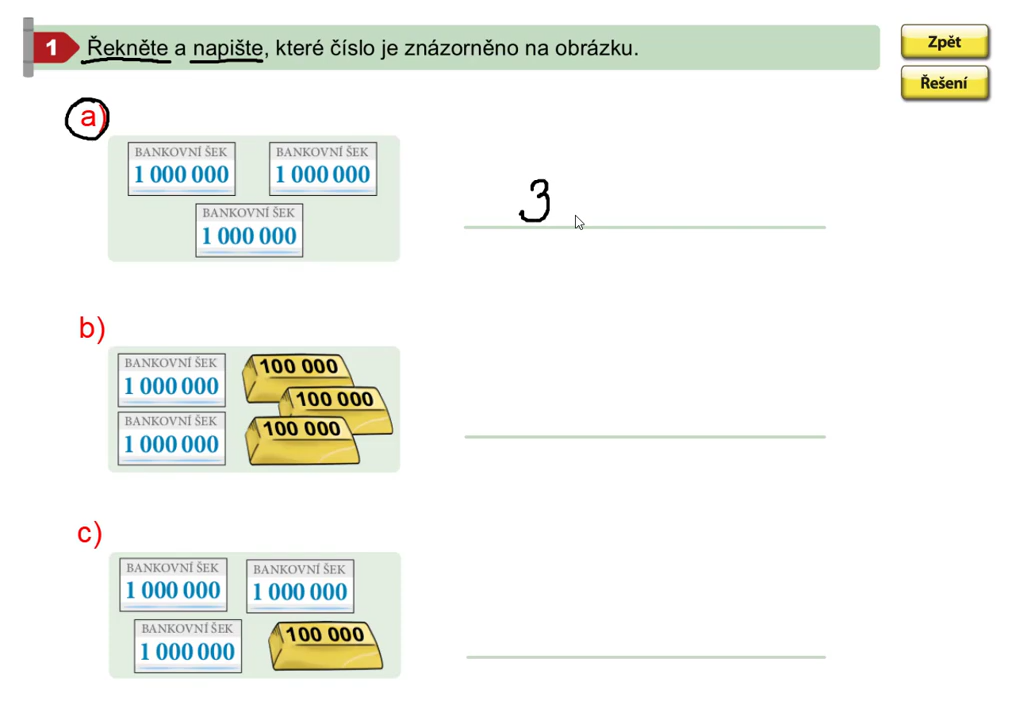 1 Řekněte a napište, které číslo je znázorněno na obrázku.
Zpět
Řešení
a)
BANKOVNÍ ŠEK
1 000 000
BANKOVNÍ ŠEK
1 000 000
BANKOVNÍ ŠEK
1 000 000
3
b)
BANKOVNÍ ŠEK
1 000 000
BANKOVNÍ ŠEK
1 000 000
100 000
100 000
100 000
c)
BANKOVNÍ ŠEK
1 000 000
BANKOVNÍ ŠEK
1 000 000
BANKOVNÍ ŠEK
1 000 000
100 000